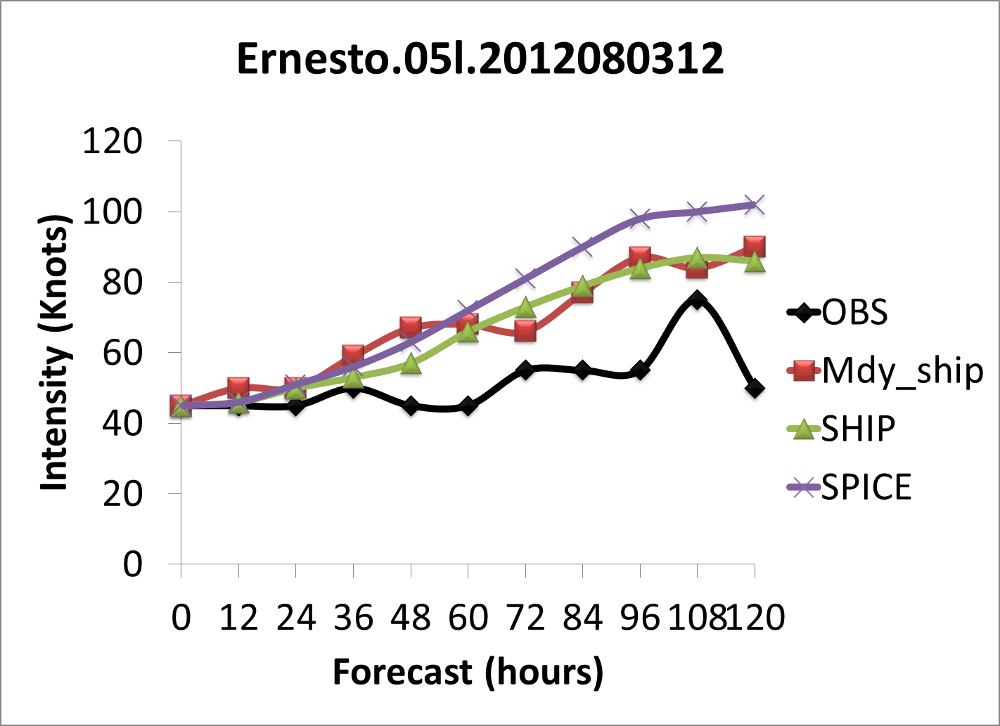 Ernesto.05l.2012080312
120
100
80
60
40
20
0
Intensity (Knots)
0 12 24 36 48 60 72 84 96 108 120
Forecast (hours)
OBS
Mdy_ship
SHIP
SPICE